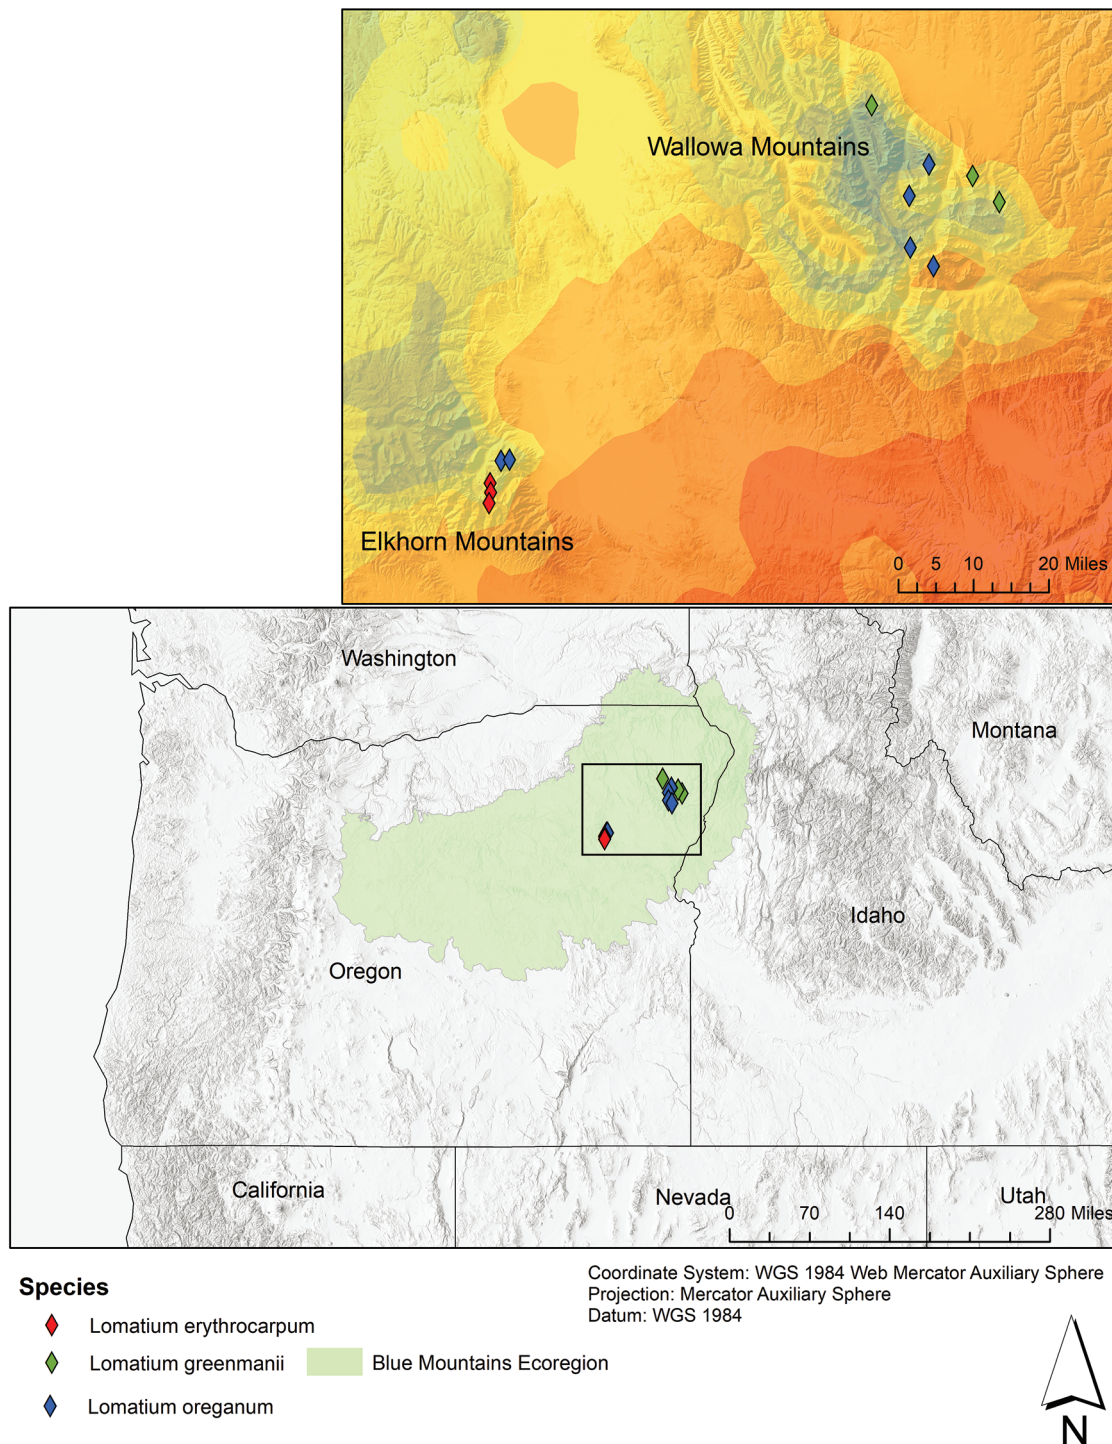 Wallowa Mountains
Elkhorn Mountains
0 5 10 20 Miles
Washington
Montana
Idaho
Oregon
California
Nevada
Utah
0 70 140 280 Miles
Species
Lomatium erythrocarpum
Lomatium greenmanii
Blue Mountains Ecoregion
Lomatium oreganum
Coordinate System: WGS 1984 Web Mercator Auxiliary Sphere
Projection: Mercator Auxiliary Sphere
Datum: WGS 1984
N